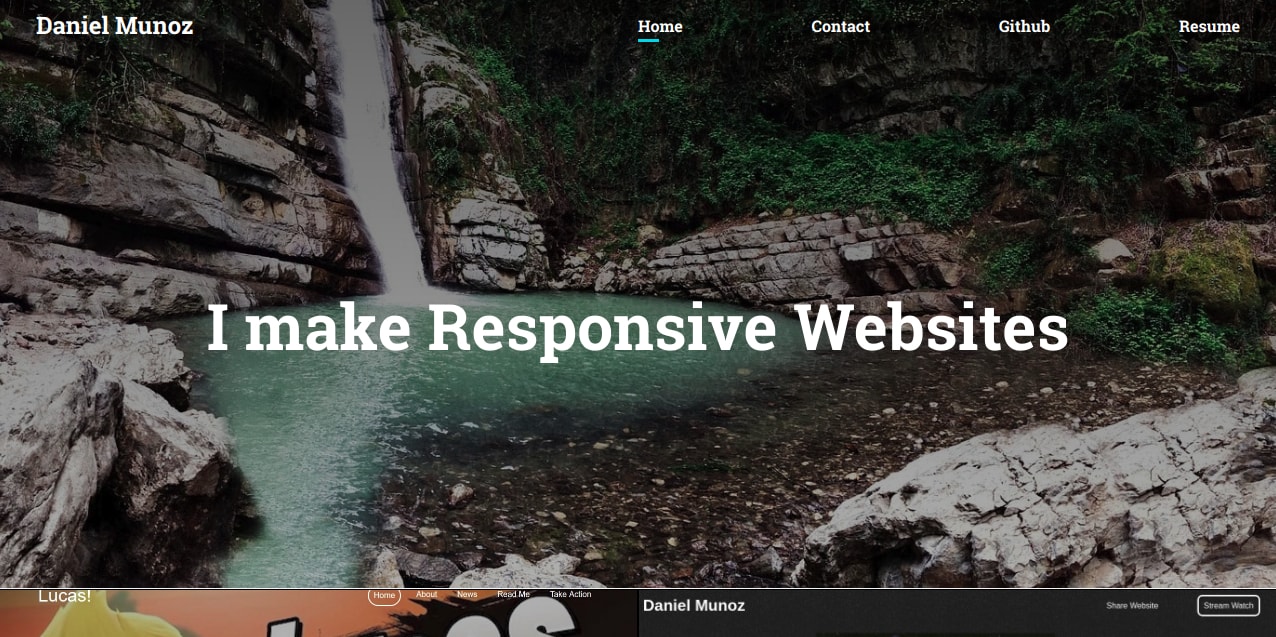 Daniel Munoz Home Contact Github Resume
I make Responsive Websites
Lucas! Home About News Read Me Take Action
Daniel Munoz Share Website Stream Watch